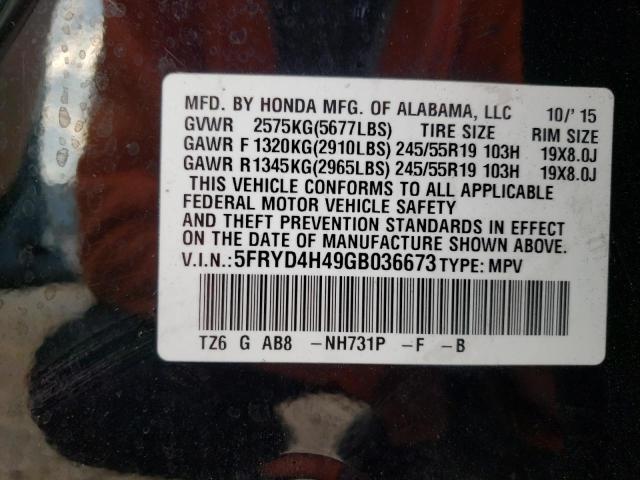 MFD. BY HONDA MFG. OF ALABAMA, LLC 10/' 15
GVWR 2575KG(5677LBS) TIRE SIZE RIM SIZE
GAWR F 1320KG(2910LBS) 245/55R19 103H 19X8.0J
GAWR R 1345KG(2965LBS) 245/55R19 103H 19X8.0J
THIS VEHICLE CONFORMS TO ALL APPLICABLE
FEDERAL MOTOR VEHICLE SAFETY
AND THEFT PREVENTION STANDARDS IN EFFECT
ON THE DATE OF MANUFACTURE SHOWN ABOVE.
V.I.N.: 5FRYD4H49GB036673 TYPE: MPV
TZ6 G AB8 -NH731P -F -B